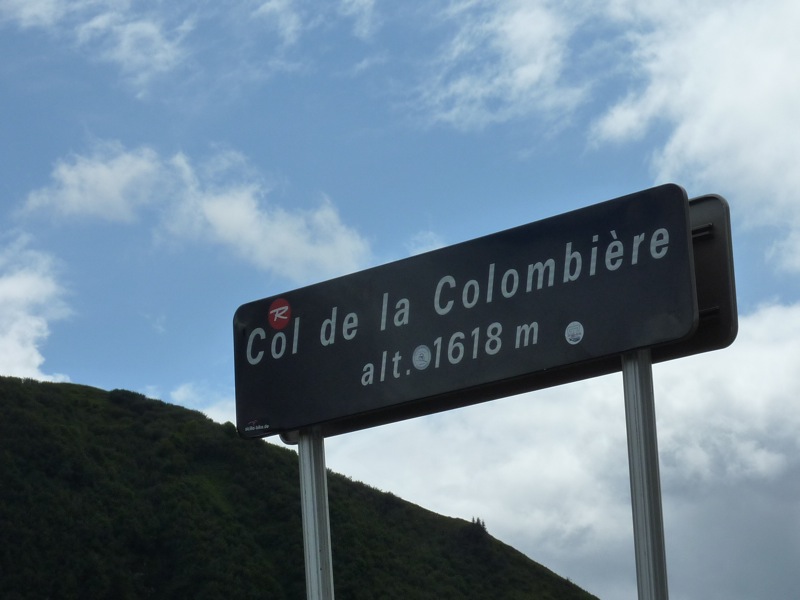 Col de la Colombière
alt. 1618 m
R